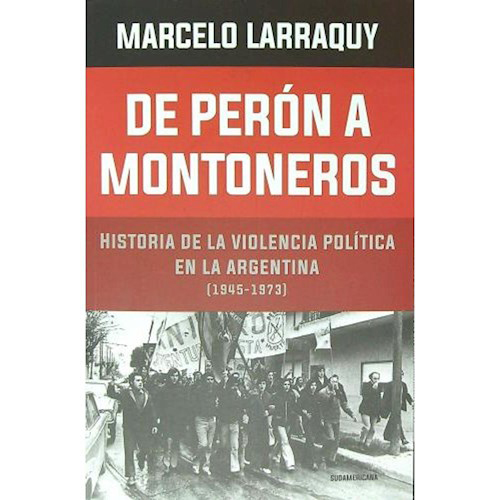 MARCELO LARRAQUY
DE PERÓN A
MONTONEROS
HISTORIA DE LA VIOLENCIA POLÍTICA
EN LA ARGENTINA
(1945-1973)
SUDAMERICANA